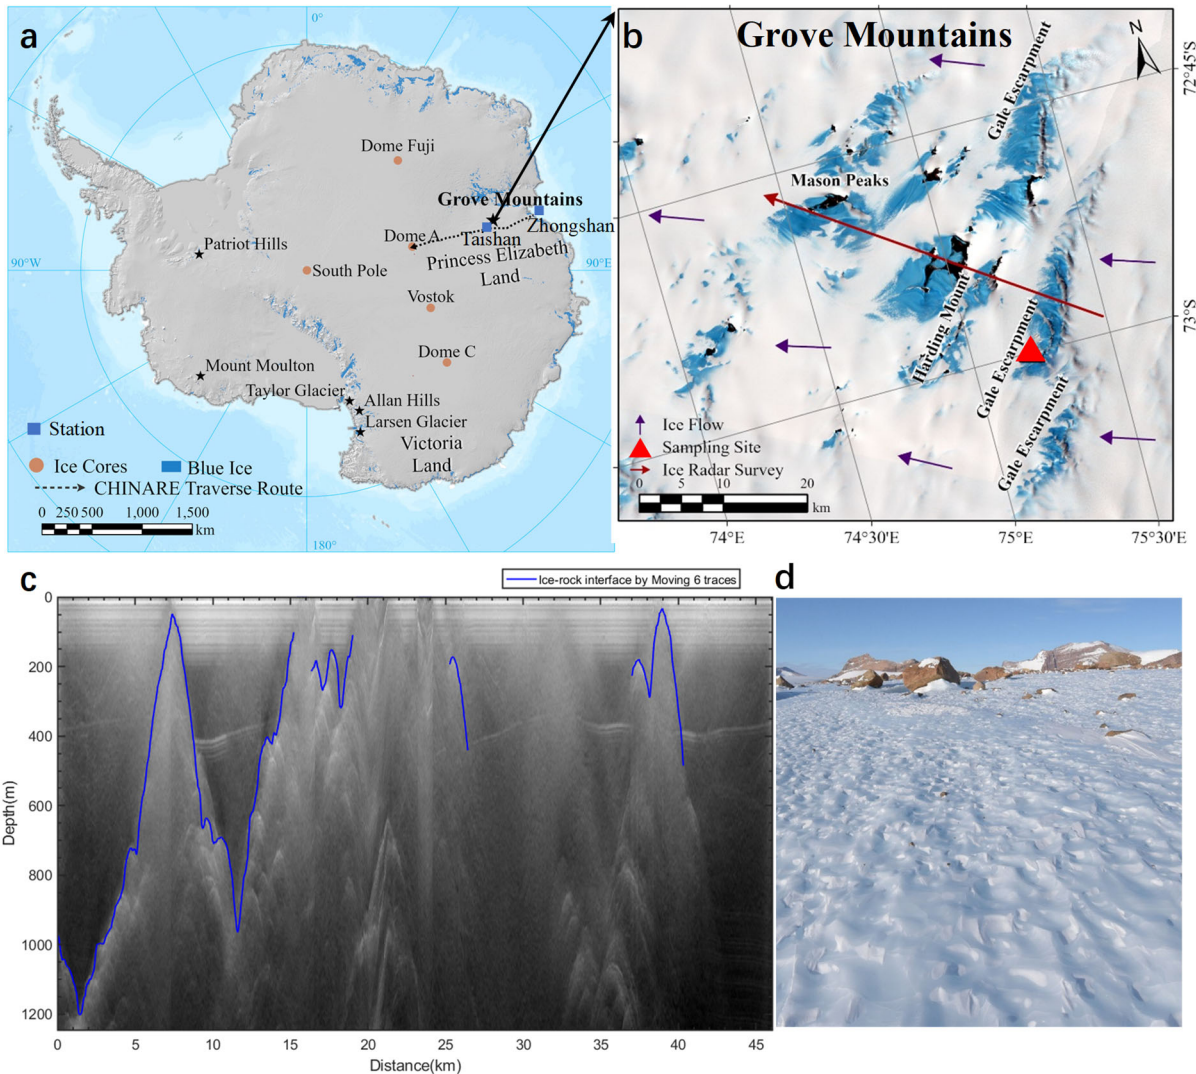 a
0°
Dome Fuji
Grove Mountains
Zhongshan
Dome A
Taishan
Princess Elizabeth
Land
Patriot Hills
90°W
90°E
South Pole
Vostok
Dome C
Mount Moulton
Taylor Glacier
Allan Hills
Larsen Glacier
Victoria
Land
Station
Ice Cores
Blue Ice
CHINARE Traverse Route
0 250 500 1,000 1,500
km
180°
b
Grove Mountains
N
Gale Escarpment
72°45'S
Mason Peaks
Harding Mount
Gale Escarpment
73°S
Gale Escarpment
Ice Flow
Sampling Site
Ice Radar Survey
0 5 10 20
km
74°E 74°30'E 75°E 75°30'E
c
Ice-rock interface by Moving 6 traces
0
200
400
600
800
1000
1200
Depth(m)
0 5 10 15 20 25 30 35 40 45
Distance(km)
d